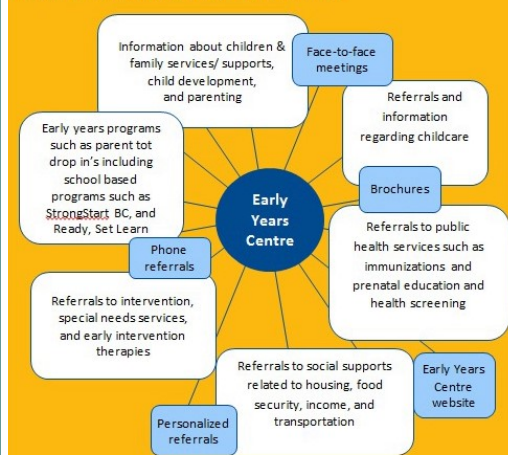 Information about children &
family services/ supports,
child development,
and parenting
Face-to-face
meetings
Referrals and
information
regarding childcare
Early years programs
such as parent tot
drop in's including
school based
programs such as
StrongStart BC, and
Ready, Set Learn
Early
Years
Centre
Brochures
Phone
referrals
Referrals to public
health services such as
immunizations and
prenatal education and
health screening
Referrals to intervention,
special needs services,
and early intervention
therapies
Referrals to social supports
related to housing, food
security, income, and
transportation
Early Years
Centre
website
Personalized
referrals